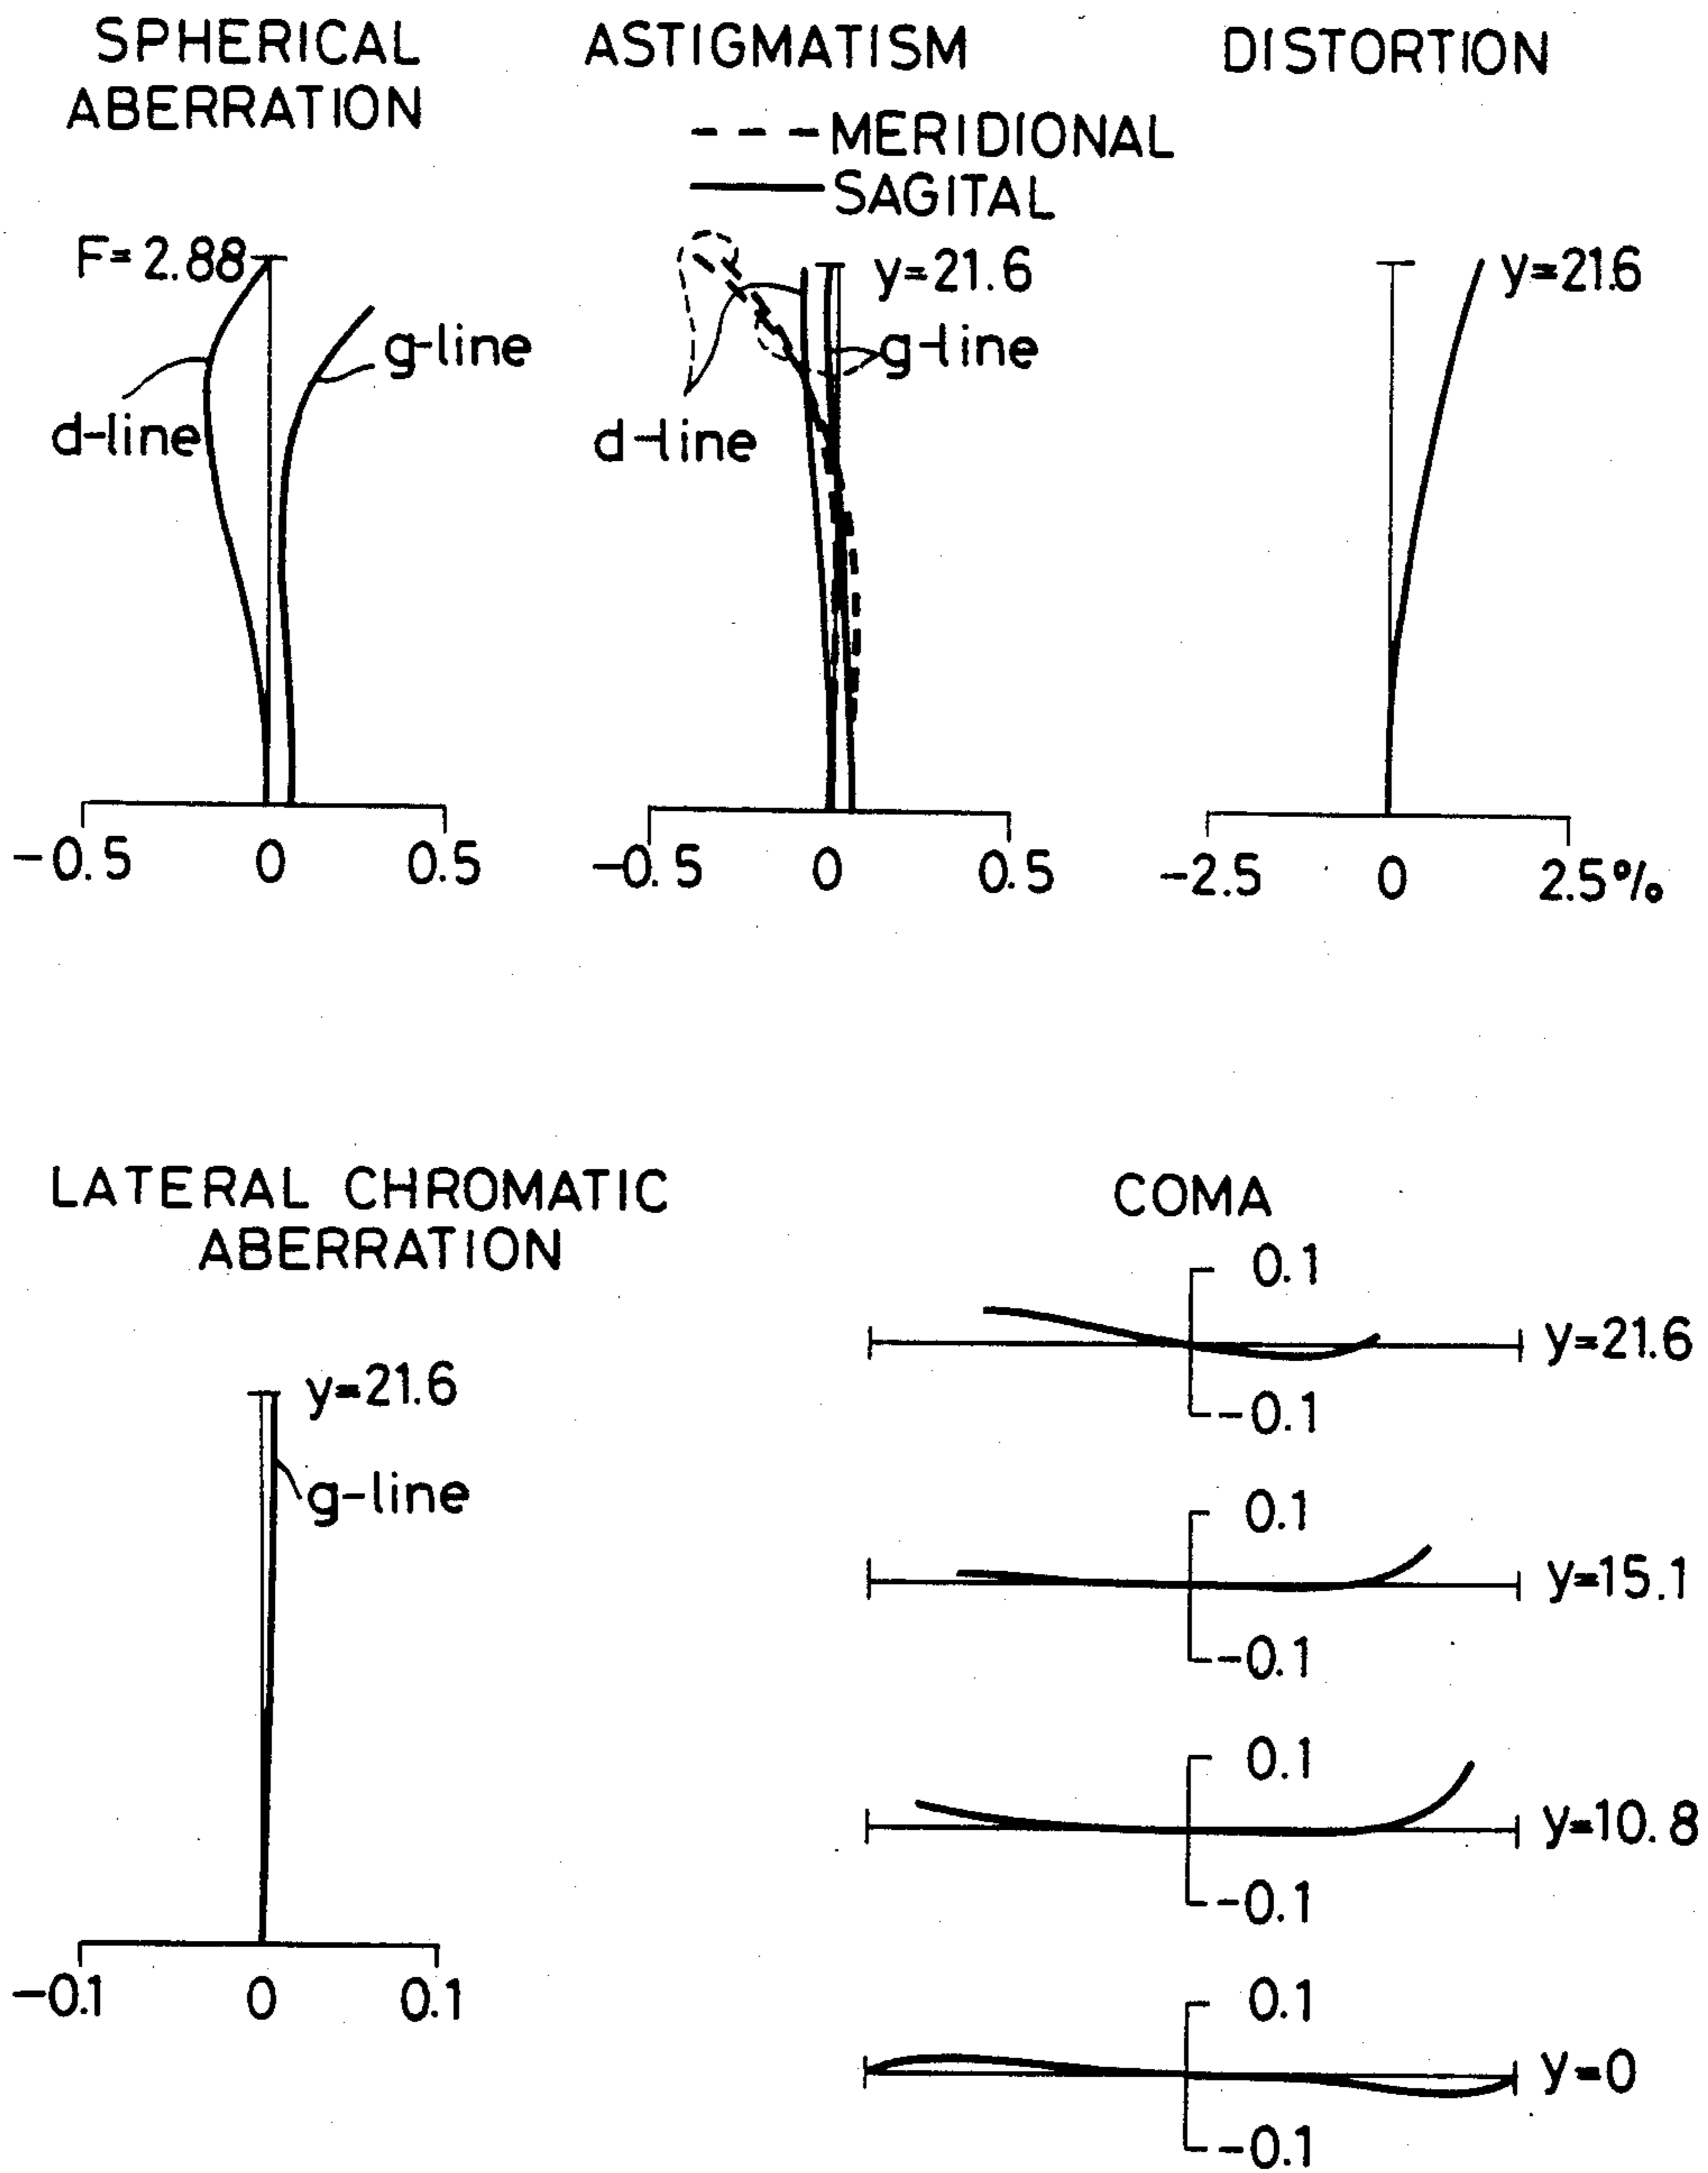 SPHERICAL
ABERRATION
F=2.88
d-line
g-line
-0.5 0 0.5
ASTIGMATISM
--- MERIDIONAL
SAGITAL
y=21.6
g-line
d-line
-0.5 0 0.5
DISTORTION
y=21.6
-2.5 0 2.5%
LATERAL CHROMATIC
ABERRATION
y=21.6
g-line
-0.1 0 0.1
COMA
0.1
y=21.6
-0.1
0.1
y=15.1
-0.1
0.1
y=10.8
-0.1
0.1
y=0
-0.1